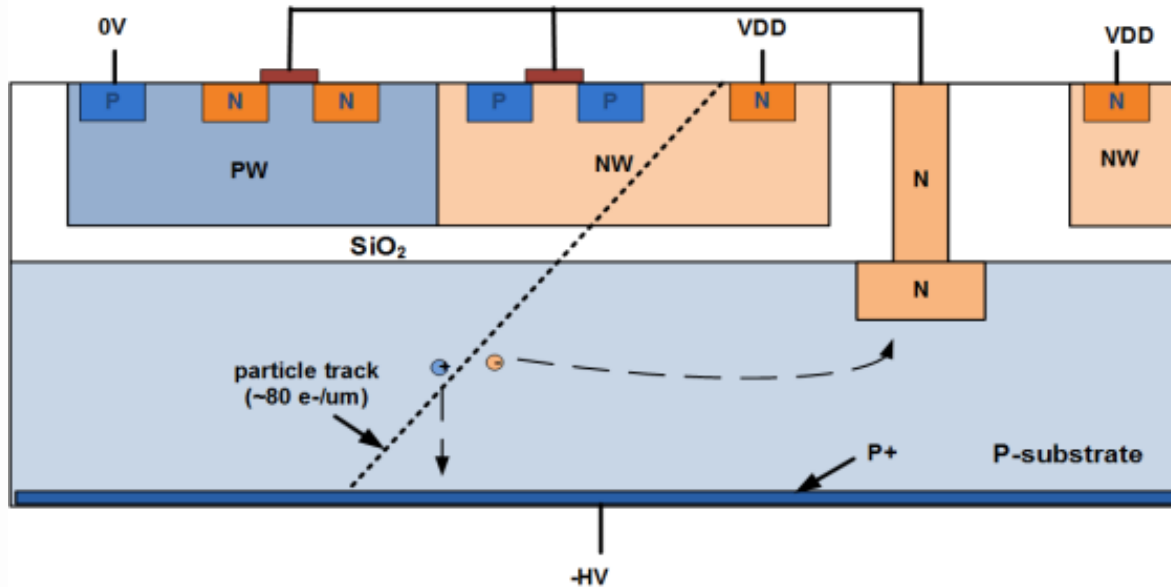 0V
VDD
VDD
P
N
N
P
P
N
N
PW
NW
N
NW
SiO2
N
particle track
(~80 e-/um)
+
-
P+
P-substrate
-HV